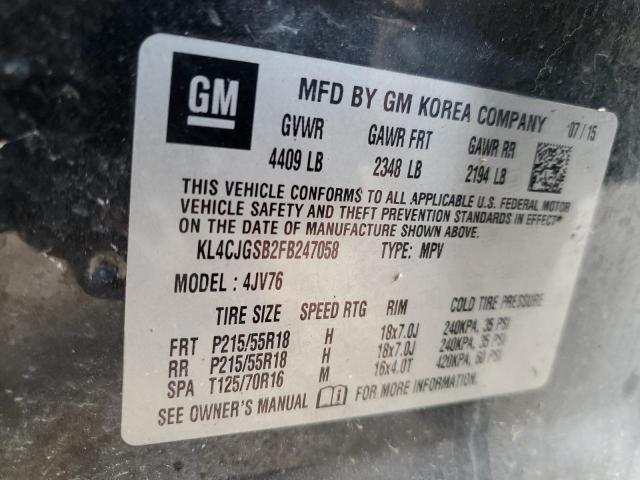 GM
MFD BY GM KOREA COMPANY 07/15
GVWR GAWR FRT GAWR RR
4409 LB 2348 LB 2194 LB
THIS VEHICLE CONFORMS TO ALL APPLICABLE U.S. FEDERAL MOTOR
VEHICLE SAFETY AND THEFT PREVENTION STANDARDS IN EFFECT
ON THE DATE OF MANUFACTURE SHOWN ABOVE.
KL4CJGSB2FB247058 TYPE: MPV
MODEL: 4JV76
TIRE SIZE SPEED RTG RIM COLD TIRE PRESSURE
FRT P215/55R18 H 18x7.0J 240KPA, 35 PSI
RR P215/55R18 H 18x7.0J 240KPA, 35 PSI
SPA T125/70R16 M 16x4.0T 420KPA, 60 PSI
SEE OWNER'S MANUAL FOR MORE INFORMATION.